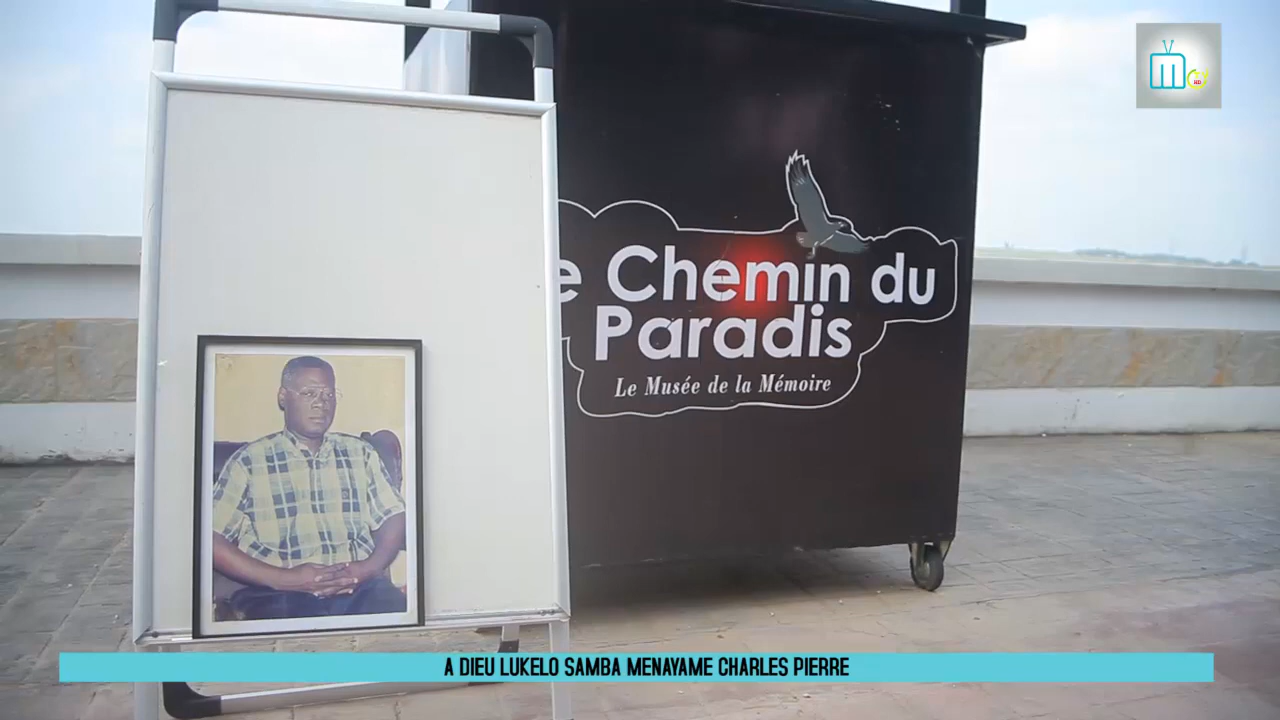 e Chemin du
Paradis
Le Musée de la Mémoire
A DIEU LUKELO SAMBA MENAYAME CHARLES PIERRE